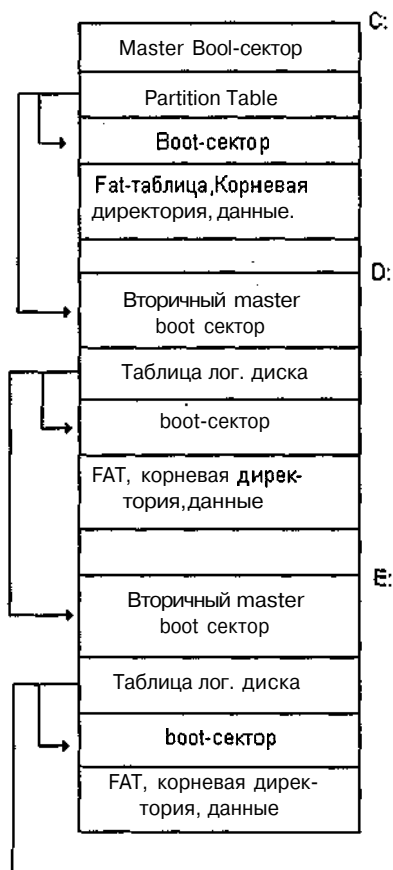 C:
Master Bool-сектор
Partition Table
Boot-сектор
Fat-таблица,Корневая
директория, данные.
D:
Вторичный master
boot сектор
Таблица лог. диска
boot-сектор
FAT, корневая дирек-
тория,данные
E:
Вторичный master
boot сектор
Таблица лог. диска
boot-сектор
FAT, корневая дирек-
тория, данные